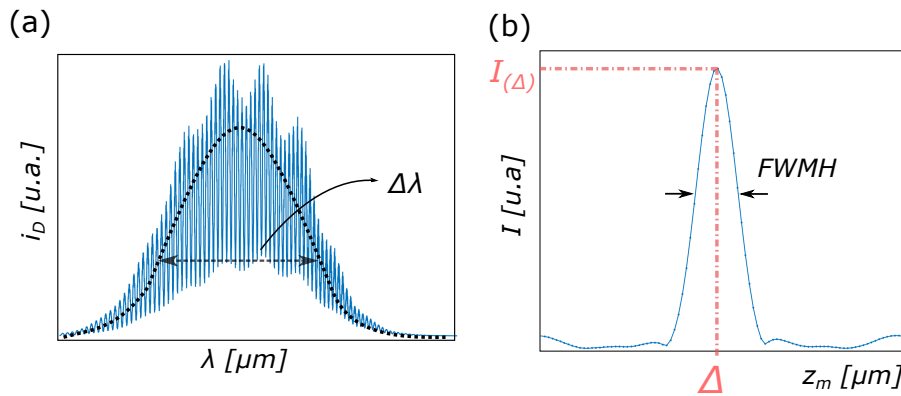 (a)
i_D [u.a.]
Δλ
λ [μm]
(b)
I_(Δ)
I [u.a]
FWMH
Δ
z_m [μm]